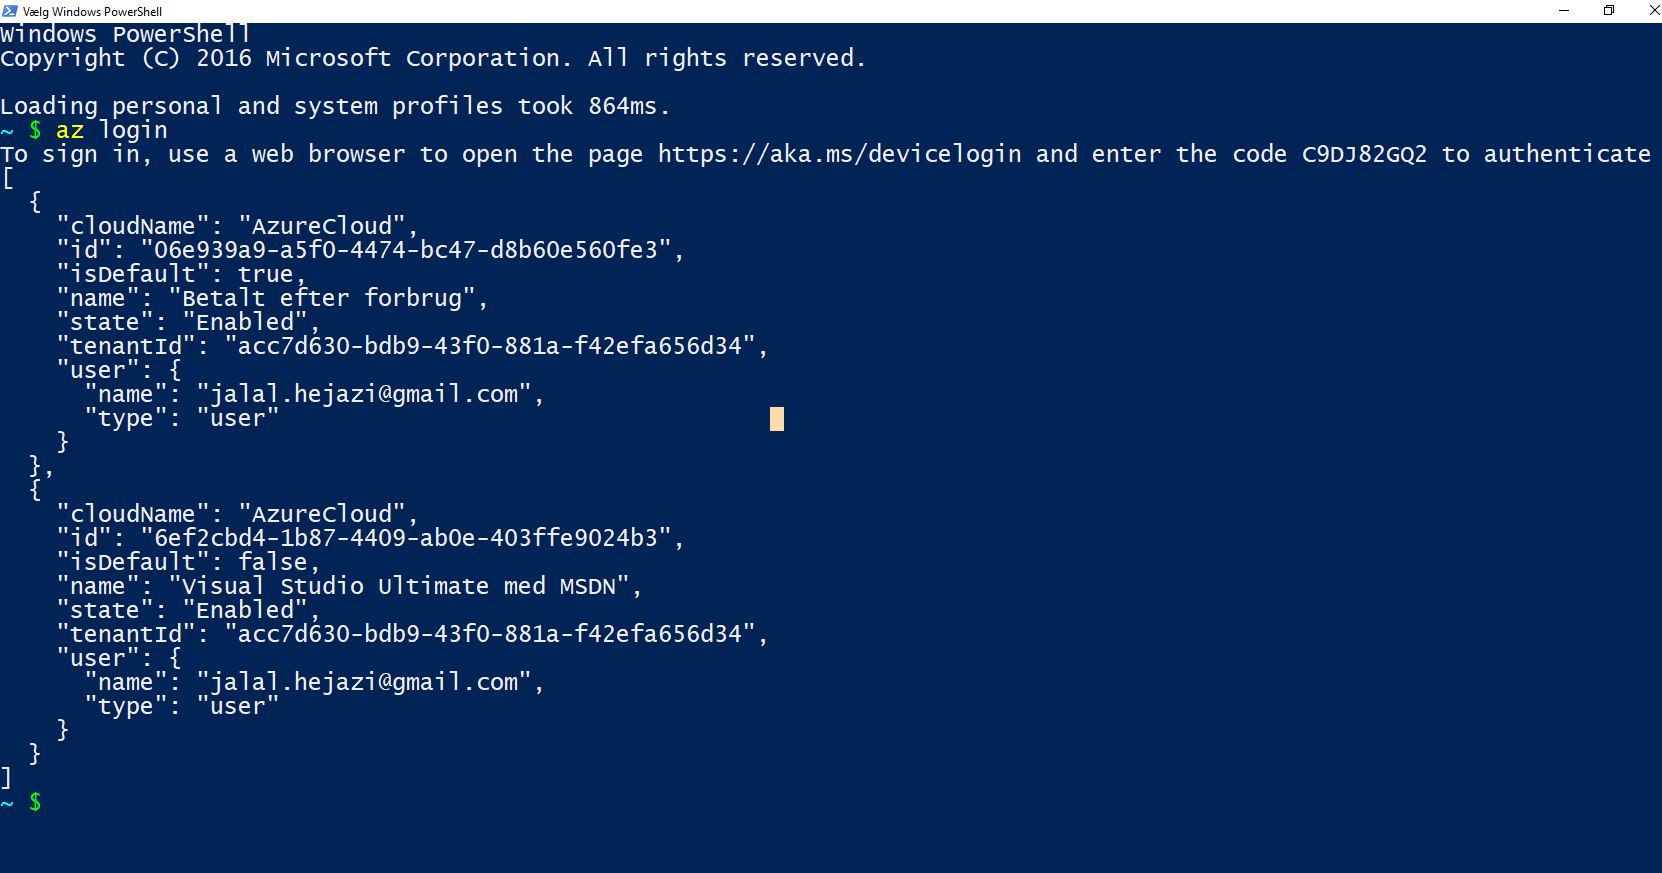 Vælg Windows PowerShell
Windows PowerShell
Copyright (C) 2016 Microsoft Corporation. All rights reserved.
Loading personal and system profiles took 864ms.
~ $ az login
To sign in, use a web browser to open the page https://aka.ms/devicelogin and enter the code C9DJ82GQ2 to authenticate
[
  {
    "cloudName": "AzureCloud",
    "id": "06e939a9-a5f0-4474-bc47-d8b60e560fe3",
    "isDefault": true,
    "name": "Betalt efter forbrug",
    "state": "Enabled",
    "tenantId": "acc7d630-bdb9-43f0-881a-f42efa656d34",
    "user": {
      "name": "jalal.hejazi@gmail.com",
      "type": "user"
    }
  },
  {
    "cloudName": "AzureCloud",
    "id": "6ef2cbd4-1b87-4409-ab0e-403ffe9024b3",
    "isDefault": false,
    "name": "Visual Studio Ultimate med MSDN",
    "state": "Enabled",
    "tenantId": "acc7d630-bdb9-43f0-881a-f42efa656d34",
    "user": {
      "name": "jalal.hejazi@gmail.com",
      "type": "user"
    }
  }
]
~ $